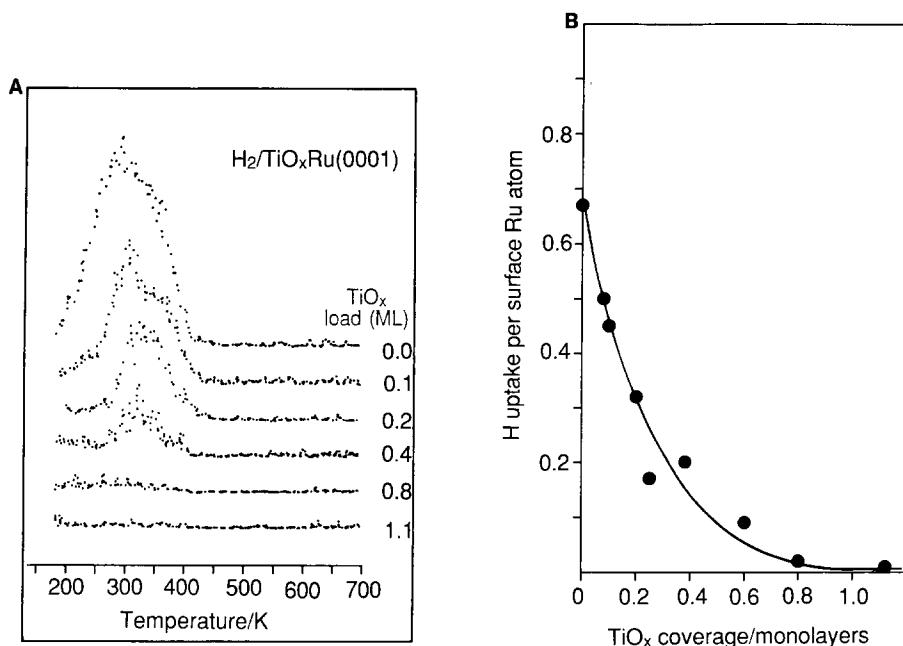 A
H₂/TiOₓRu(0001)
TiOₓ
load (ML)
0.0
0.1
0.2
0.4
0.8
1.1
200 300 400 500 600 700
Temperature/K
B
H uptake per surface Ru atom
0.8
0.6
0.4
0.2
0 0.2 0.4 0.6 0.8 1.0
TiOₓ coverage/monolayers